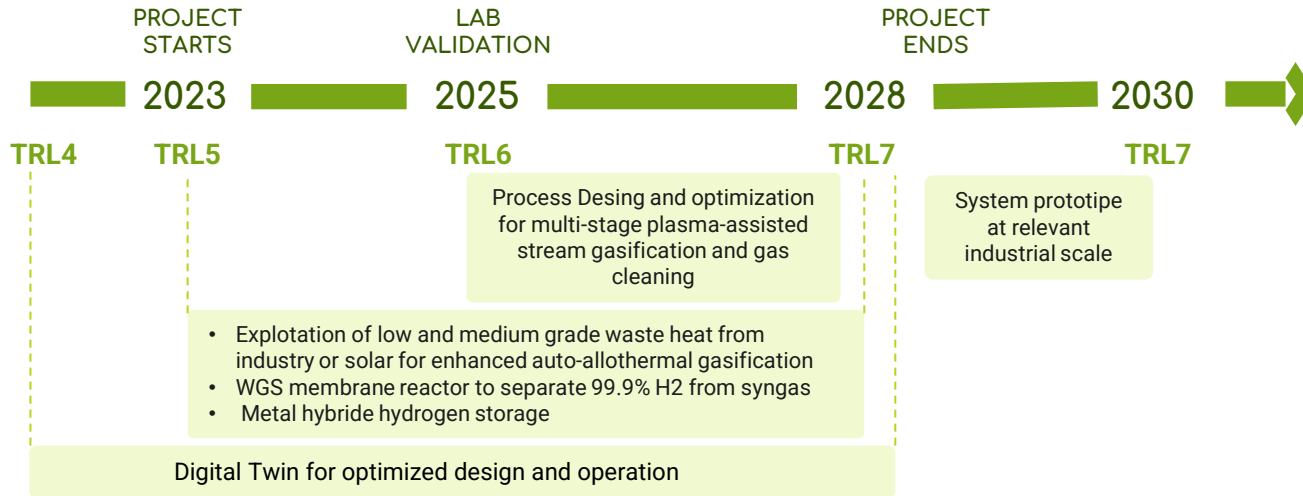 PROJECT
STARTS
LAB
VALIDATION
PROJECT
ENDS
2023
2025
2028
2030
TRL4
TRL5
TRL6
TRL7
TRL7
Process Desing and optimization
for multi-stage plasma-assisted
stream gasification and gas
cleaning
System prototipe
at relevant
industrial scale
• Explotation of low and medium grade waste heat from
industry or solar for enhanced auto-allothermal gasification
• WGS membrane reactor to separate 99.9% H2 from syngas
• Metal hybride hydrogen storage
Digital Twin for optimized design and operation